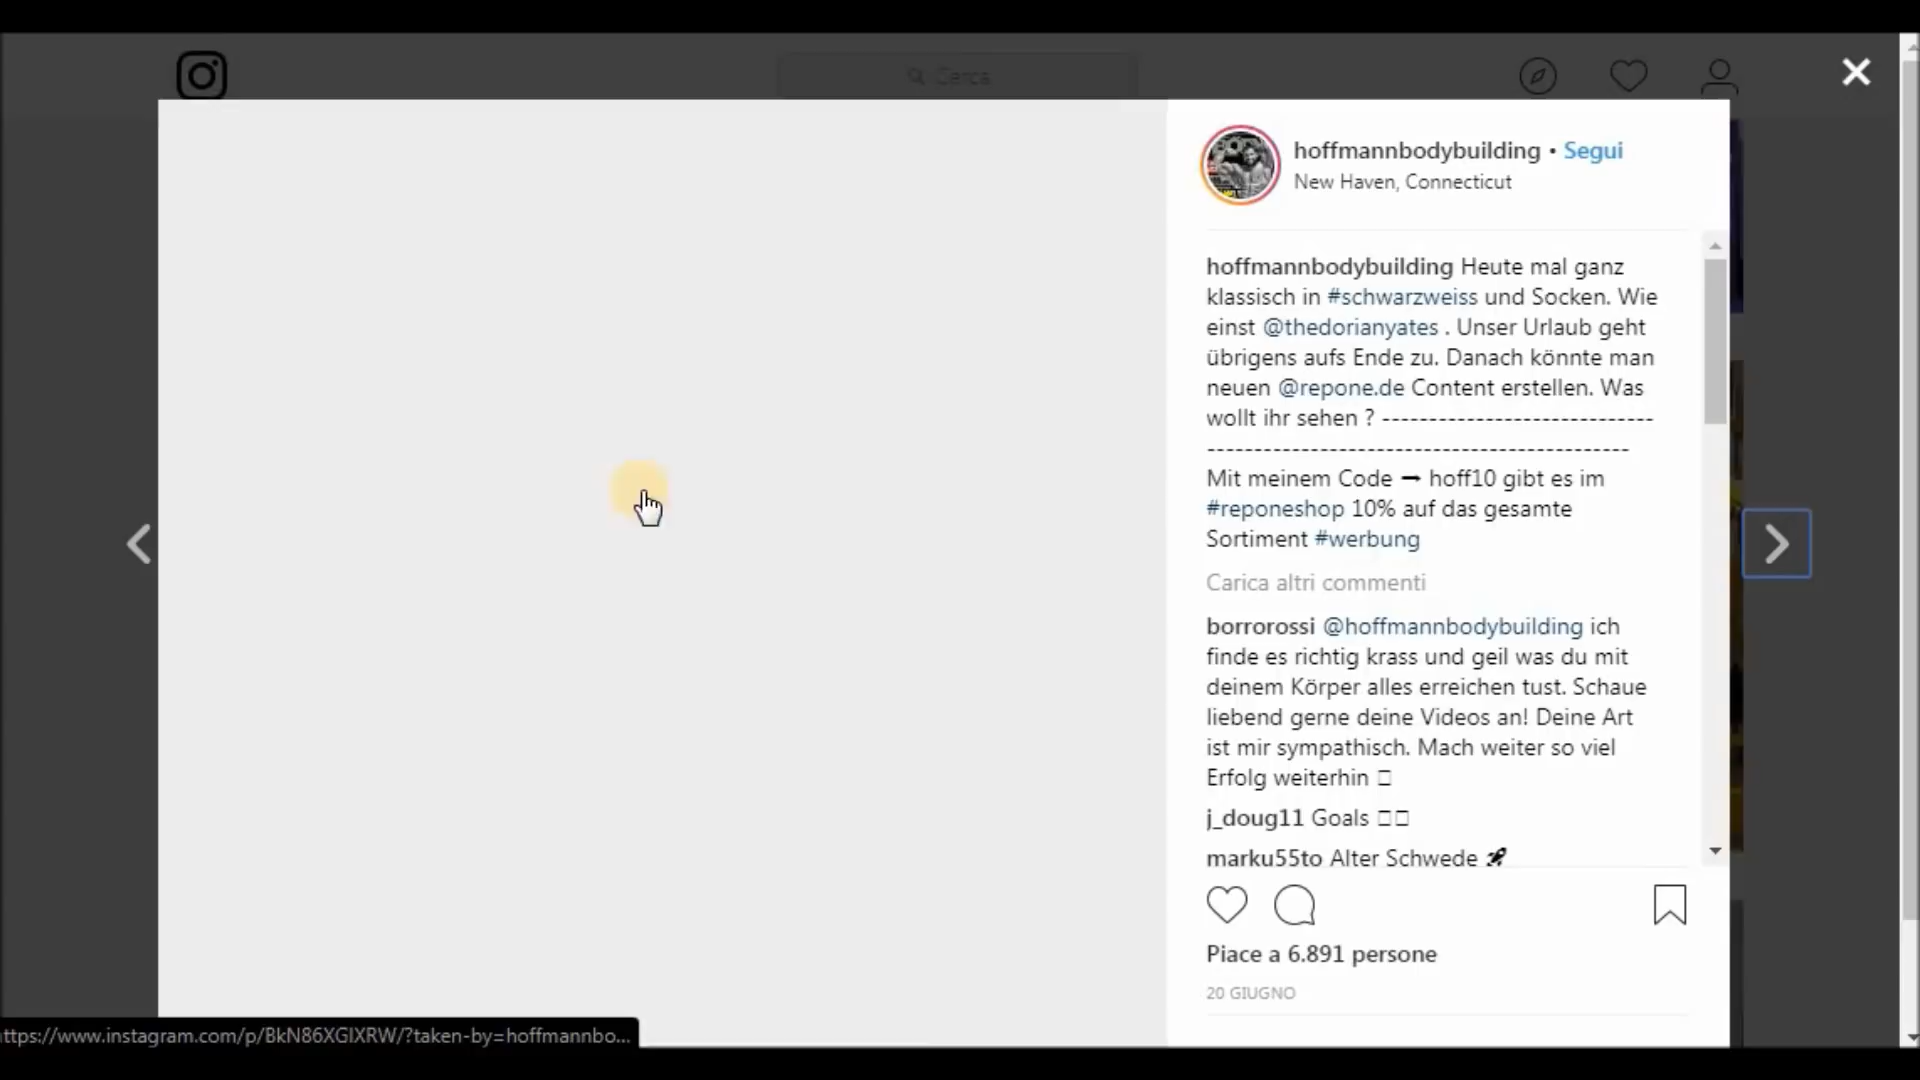 Cerca
hoffmannbodybuilding • Segui
New Haven, Connecticut
hoffmannbodybuilding Heute mal ganz
klassisch in #schwarzweiss und Socken. Wie
einst @thedorianyates . Unser Urlaub geht
übrigens aufs Ende zu. Danach könnte man
neuen @repone.de Content erstellen. Was
wollt ihr sehen ? -----------------------------
---------------------------------------------
Mit meinem Code ➞ hoff10 gibt es im
#reponeshop 10% auf das gesamte
Sortiment #werbung
Carica altri commenti
borrorossi @hoffmannbodybuilding ich
finde es richtig krass und geil was du mit
deinem Körper alles erreichen tust. Schaue
liebend gerne deine Videos an! Deine Art
ist mir sympathisch. Mach weiter so viel
Erfolg weiterhin
j_doug11 Goals
marku55to Alter Schwede 🚀
Piace a 6.891 persone
20 GIUGNO
ttps://www.instagram.com/p/BkN86XGlXRW/?taken-by=hoffmannbo...